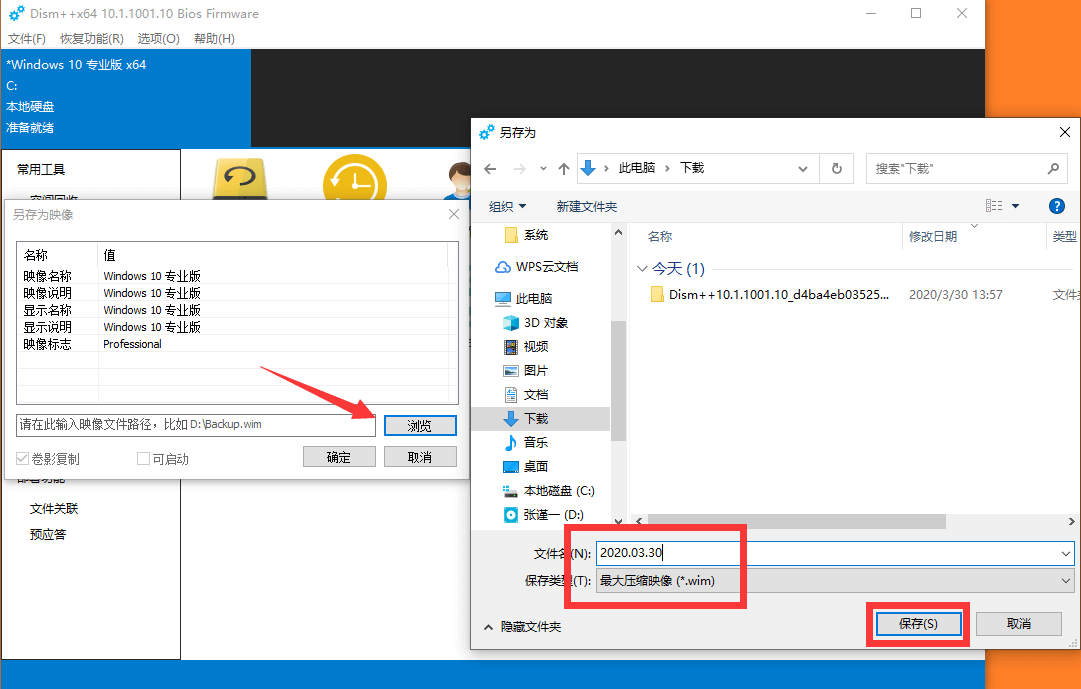 Dism++x64 10.1.1001.10 Bios Firmware
文件(F) 恢复功能(R) 选项(O) 帮助(H)
*Windows 10 专业版 x64
C:
本地硬盘
准备就绪
常用工具
空间回收
另存为映像
名称 值
映像名称 Windows 10 专业版
映像说明 Windows 10 专业版
显示名称 Windows 10 专业版
显示说明 Windows 10 专业版
映像标志 Professional
请在此输入映像文件路径，比如 D:\Backup.wim
浏览
卷影复制 可启动 确定 取消
部署功能
文件关联
预应答
另存为
此电脑 下载
搜索"下载"
组织 新建文件夹
名称 修改日期 类型
系统
WPS云文档
此电脑
3D 对象
视频
图片
文档
下载
音乐
桌面
本地磁盘 (C:)
张谨一 (D:)
今天 (1)
Dism++10.1.1001.10_d4ba4eb03525... 2020/3/30 13:57 文件
文件名(N): 2020.03.30
保存类型(T): 最大压缩映像 (*.wim)
隐藏文件夹 保存(S) 取消